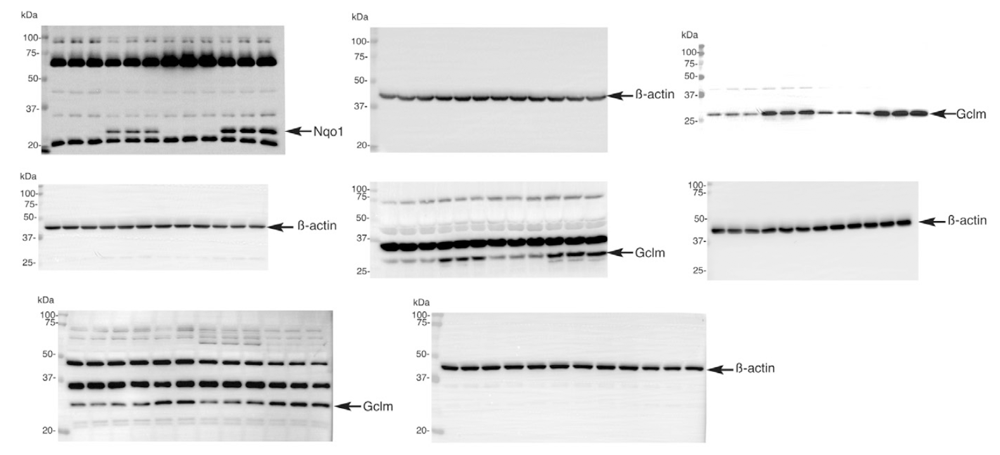 kDa
100-
75-
50-
37-
20-
Nqo1
kDa
100-
75-
50-
37-
20-
ß-actin
kDa
100-
75-
50-
37-
25-
Gclm
kDa
100-
75-
50-
37-
25-
ß-actin
100-
75-
50-
37-
25-
Gclm
100-
75-
50-
37-
25-
ß-actin
kDa
100-
75-
50-
37-
20-
Gclm
kDa
100-
75-
50-
37-
20-
ß-actin